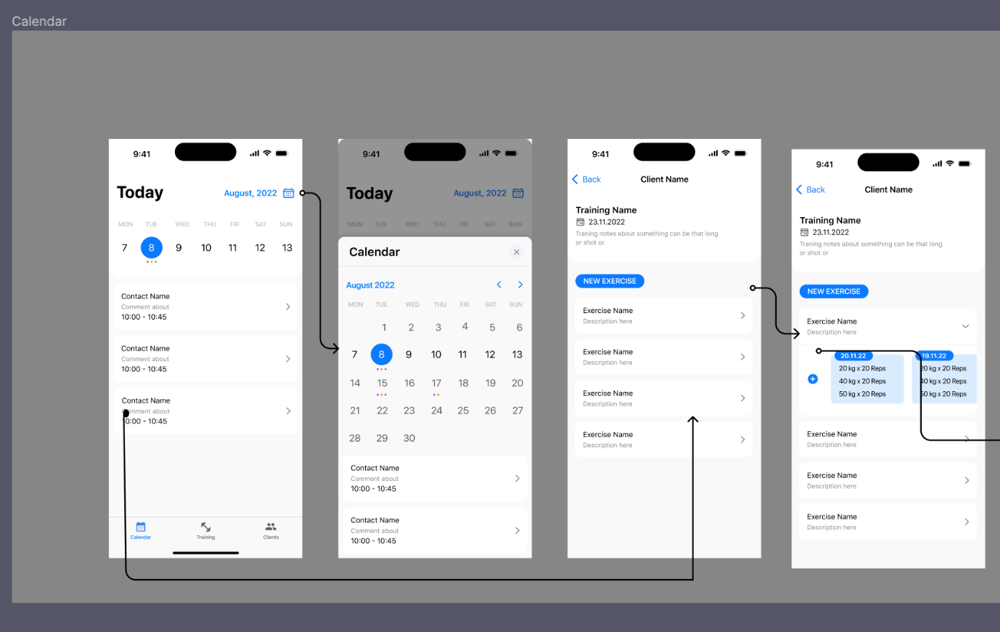 Calendar
9:41
Today
August, 2022
MON TUE WED THU FRI SAT SUN
7 8 9 10 11 12 13
Contact Name
Comment about
10:00 - 10:45
Contact Name
Comment about
10:00 - 10:45
Contact Name
Comment about
10:00 - 10:45
Calendar Training Clients
9:41
Today
August, 2022
MON TUE WED THU FRI SAT SUN
Calendar
August 2022
MON TUE WED THU FRI SAT SUN
1 2 3 4 5 6
7 8 9 10 11 12 13
14 15 16 17 18 19 20
21 22 23 24 25 26 27
28 29 30
Contact Name
Comment about
10:00 - 10:45
Contact Name
Comment about
10:00 - 10:45
9:41
Back Client Name
Training Name
23.11.2022
Traning notes about something can be that long
or shot or
NEW EXERCISE
Exercise Name
Description here
Exercise Name
Description here
Exercise Name
Description here
Exercise Name
Description here
9:41
Back Client Name
Training Name
23.11.2022
Traning notes about something can be that long
or shot or
NEW EXERCISE
Exercise Name
Description here
20.11.22
20 kg x 20 Reps
40 kg x 20 Reps
50 kg x 20 Reps
19.11.22
20 kg x 20 Reps
40 kg x 20 Reps
50 kg x 20 Reps
Exercise Name
Description here
Exercise Name
Description here
Exercise Name
Description here